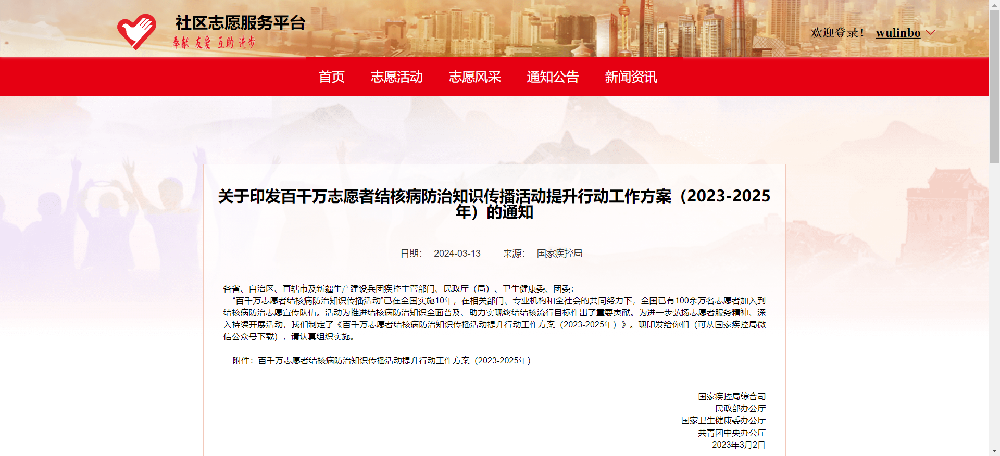 社区志愿服务平台
奉献 友爱 互助 进步
欢迎登录！ wulinbo
首页 志愿活动 志愿风采 通知公告 新闻资讯
关于印发百千万志愿者结核病防治知识传播活动提升行动工作方案（2023-2025
年）的通知
日期： 2024-03-13 来源： 国家疾控局
各省、自治区、直辖市及新疆生产建设兵团疾控主管部门、民政厅（局）、卫生健康委、团委：
“百千万志愿者结核病防治知识传播活动”已在全国实施10年，在相关部门、专业机构和全社会的共同努力下，全国已有100余万名志愿者加入到
结核病防治志愿宣传队伍。活动为推进结核病防治知识全面普及、助力实现终结结核流行目标作出了重要贡献。为进一步弘扬志愿者服务精神、深
入持续开展活动，我们制定了《百千万志愿者结核病防治知识传播活动提升行动工作方案（2023-2025年）》。现印发给你们（可从国家疾控局微
信公众号下载），请认真组织实施。
附件：百千万志愿者结核病防治知识传播活动提升行动工作方案（2023-2025年）
国家疾控局综合司
民政部办公厅
国家卫生健康委办公厅
共青团中央办公厅
2023年3月2日